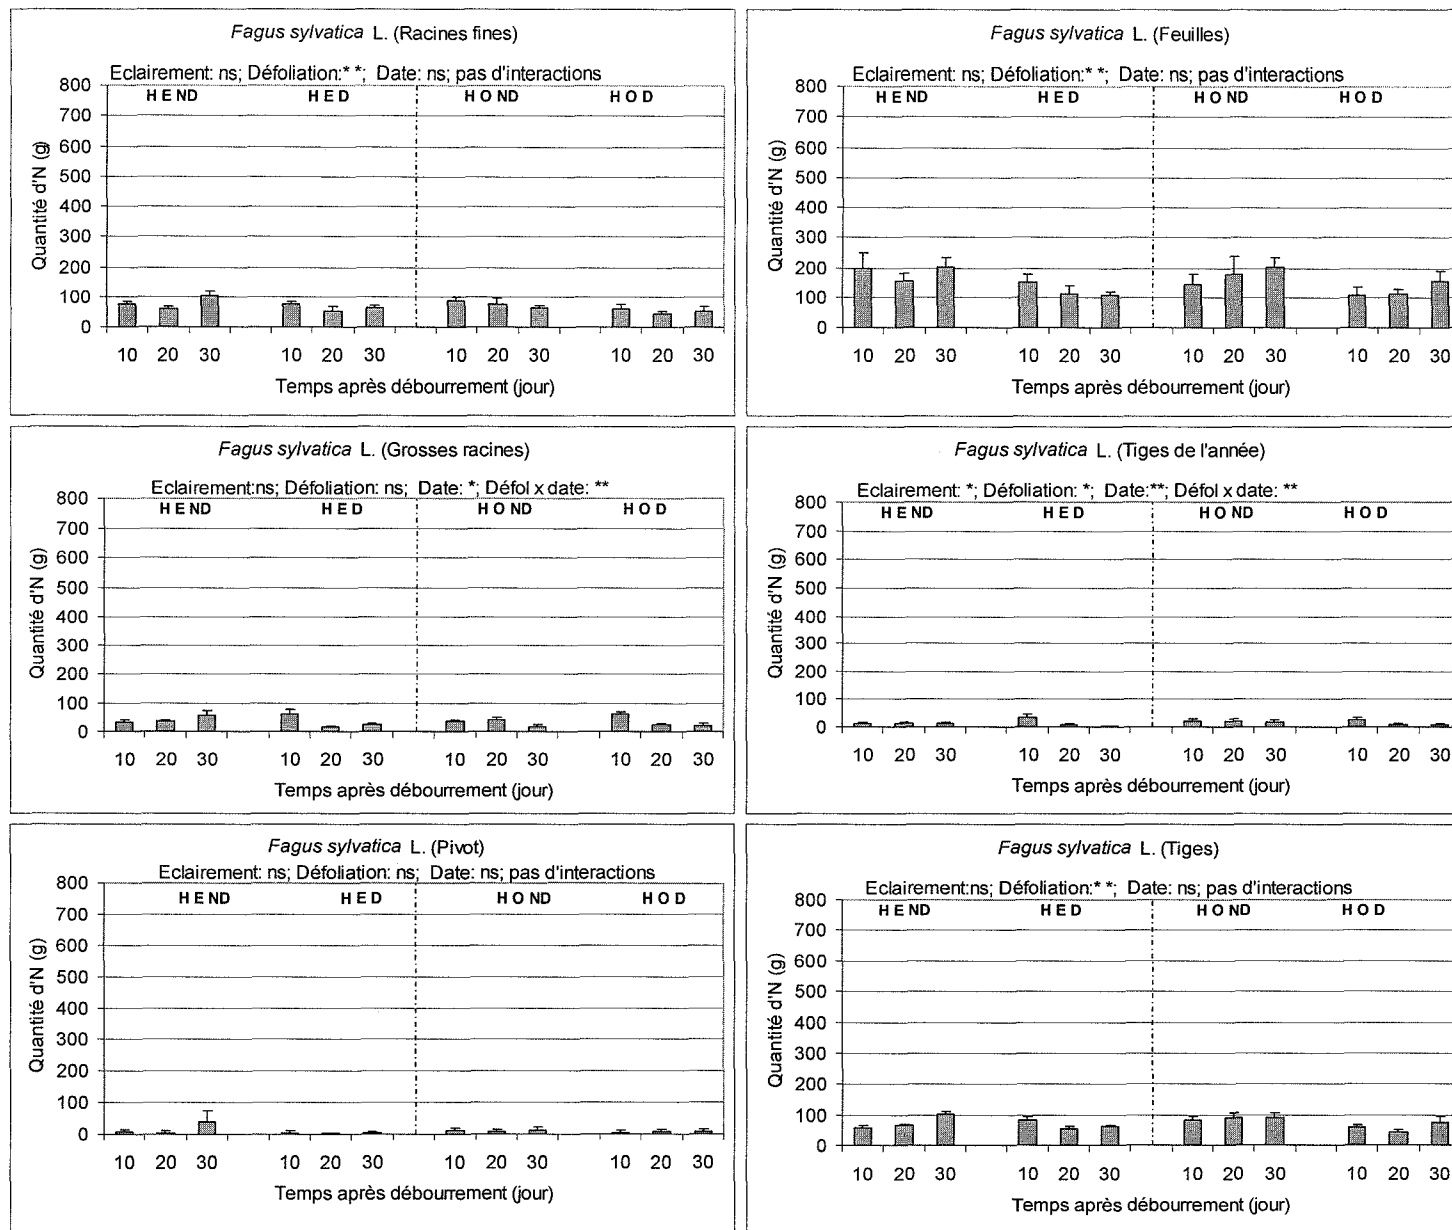 Fagus sylvatica L. (Racines fines)
Eclairement: ns; Défoliation:* *; Date: ns; pas d'interactions
H E ND H E D H O ND H O D
800
700
600
500
400
300
200
100
0
Quantité d'N (g)
10 20 30 10 20 30 10 20 30 10 20 30
Temps après débourrement (jour)
Fagus sylvatica L. (Feuilles)
Eclairement: ns; Défoliation:* *; Date: ns; pas d'interactions
H E ND H E D H O ND H O D
800
700
600
500
400
300
200
100
0
Quantité d'N (g)
10 20 30 10 20 30 10 20 30 10 20 30
Temps après débourrement (jour)
Fagus sylvatica L. (Grosses racines)
Eclairement:ns; Défoliation: ns; Date: *; Défol x date: **
H E ND H E D H O ND H O D
800
700
600
500
400
300
200
100
0
Quantité d'N (g)
10 20 30 10 20 30 10 20 30 10 20 30
Temps après débourrement (jour)
Fagus sylvatica L. (Tiges de l'année)
Eclairement: *; Défoliation: *; Date:**; Défol x date: **
H E ND H E D H O ND H O D
800
700
600
500
400
300
200
100
0
Quantité d'N (g)
10 20 30 10 20 30 10 20 30 10 20 30
Temps après débourrement (jour)
Fagus sylvatica L. (Pivot)
Eclairement: ns; Défoliation: ns; Date: ns; pas d'interactions
H E ND H E D H O ND H O D
800
700
600
500
400
300
200
100
0
Quantité d'N (g)
10 20 30 10 20 30 10 20 30 10 20 30
Temps après débourrement (jour)
Fagus sylvatica L. (Tiges)
Eclairement:ns; Défoliation:* *; Date: ns; pas d'interactions
H E ND H E D H O ND H O D
800
700
600
500
400
300
200
100
0
Quantité d'N (g)
10 20 30 10 20 30 10 20 30 10 20 30
Temps après débourrement (jour)